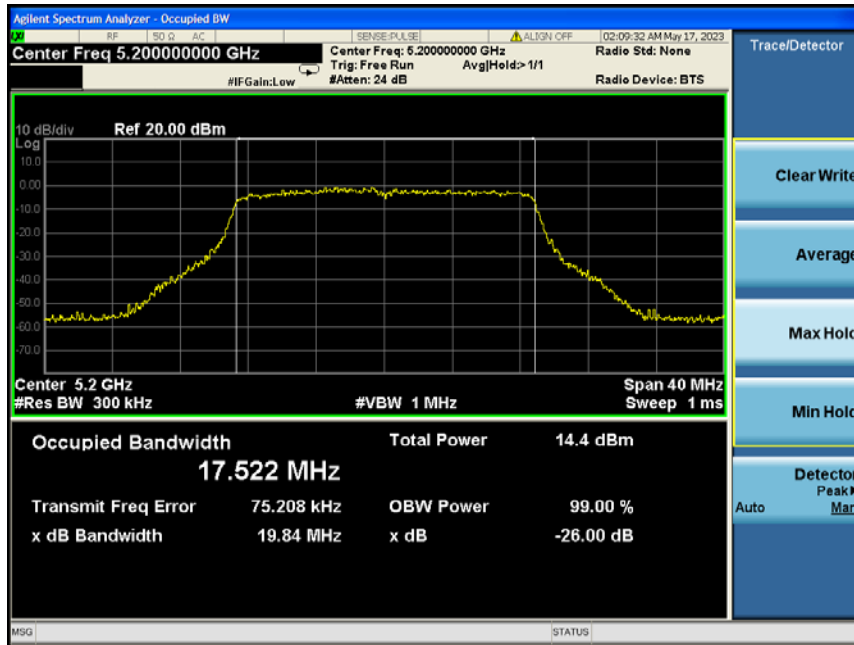 Agilent Spectrum Analyzer - Occupied BW
RF 50 Ω AC SENSE:PULSE ALIGN OFF 02:09:32 AM May 17, 2023
Center Freq 5.200000000 GHz
Center Freq: 5.200000000 GHz Radio Std: None
Trig: Free Run Avg|Hold:>1/1
#IFGain:Low #Atten: 24 dB Radio Device: BTS
Trace/Detector
10 dB/div Ref 20.00 dBm
Log
10.0
0.00
-10.0
-20.0
-30.0
-40.0
-50.0
-60.0
-70.0
Center 5.2 GHz Span 40 MHz
#Res BW 300 kHz #VBW 1 MHz Sweep 1 ms
Occupied Bandwidth Total Power 14.4 dBm
17.522 MHz
Transmit Freq Error 75.208 kHz OBW Power 99.00 %
x dB Bandwidth 19.84 MHz x dB -26.00 dB
Clear Write
Average
Max Hold
Min Hold
Detector
Peak
Auto Man
MSG STATUS